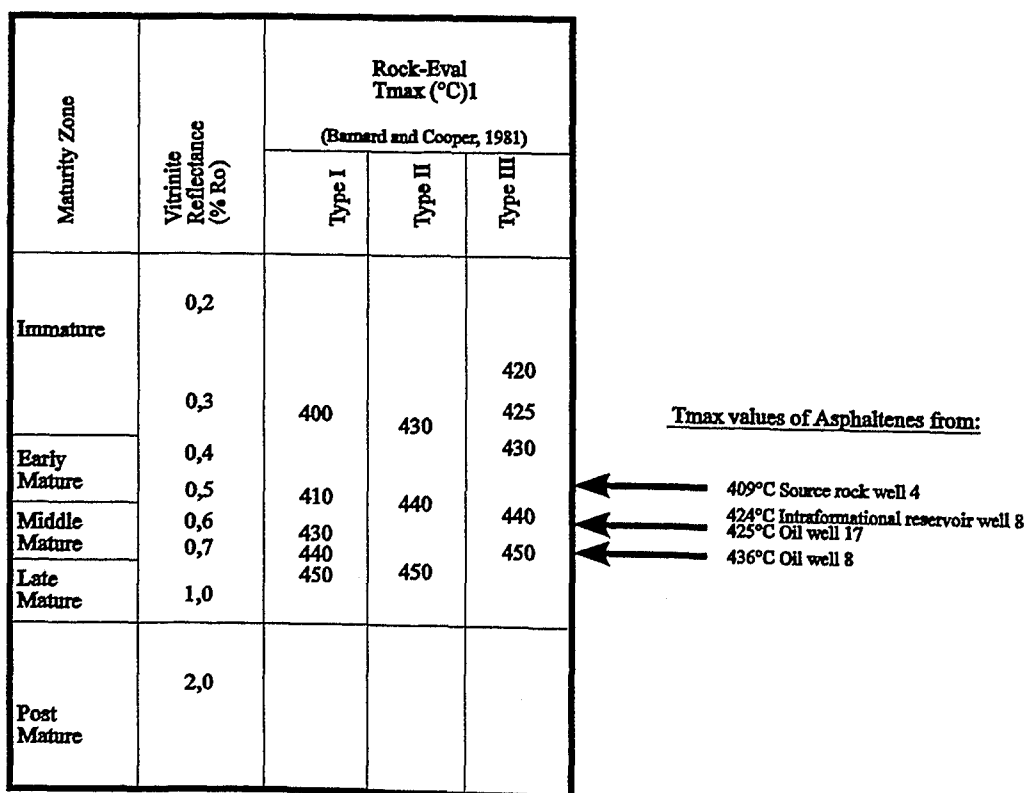 Maturity Zone
Vitrinite
Reflectance
(% Ro)
Rock-Eval
Tmax (°C)1
(Barnard and Cooper, 1981)
Type I
Type II
Type III
Immature
0,2
420
0,3
400
430
425
Early
Mature
0,4
430
0,5
410
440
Middle
Mature
0,6
430
440
0,7
440
450
Late
Mature
1,0
450
450
Post
Mature
2,0
Tmax values of Asphaltenes from:
409°C Source rock well 4
424°C Intraformational reservoir well 8
425°C Oil well 17
436°C Oil well 8